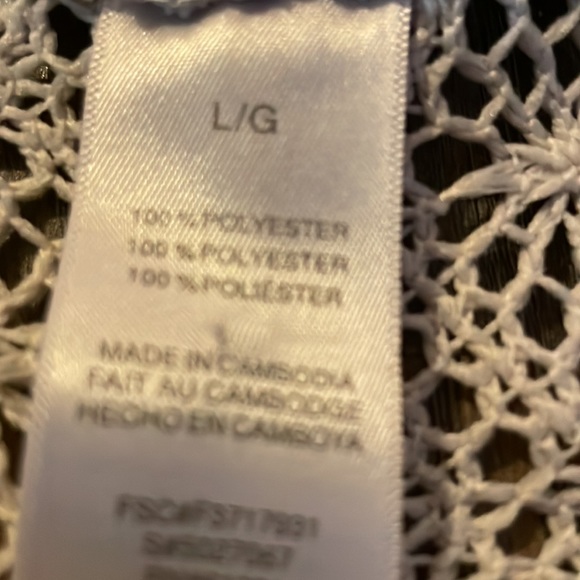 L/G
100 % POLYESTER
100 % POLYESTER
100 % POLIÉSTER
MADE IN CAMBODIA
FAIT AU CAMBODGE
HECHO EN CAMBOYA